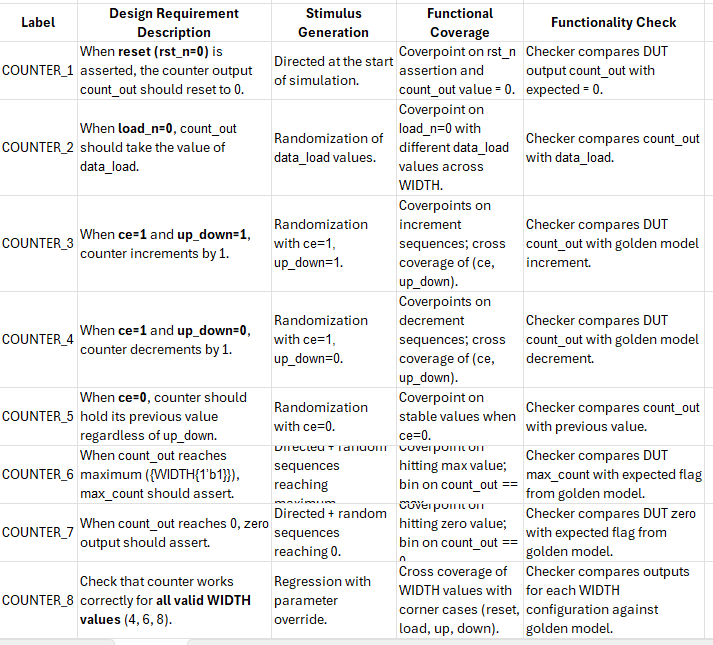 Label
Design Requirement
Description
Stimulus
Generation
Functional
Coverage
Functionality Check
COUNTER_1
When reset (rst_n=0) is
asserted, the counter output
count_out should reset to 0.
Directed at the start
of simulation.
Coverpoint on rst_n
assertion and
count_out value = 0.
Checker compares DUT
output count_out with
expected = 0.
COUNTER_2
When load_n=0, count_out
should take the value of
data_load.
Randomization of
data_load values.
Coverpoint on
load_n=0 with
different data_load
values across
WIDTH.
Checker compares count_out
with data_load.
COUNTER_3
When ce=1 and up_down=1,
counter increments by 1.
Randomization
with ce=1,
up_down=1.
Coverpoints on
increment
sequences; cross
coverage of (ce,
up_down).
Checker compares DUT
count_out with golden model
increment.
COUNTER_4
When ce=1 and up_down=0,
counter decrements by 1.
Randomization
with ce=1,
up_down=0.
Coverpoints on
decrement
sequences; cross
coverage of (ce,
up_down).
Checker compares DUT
count_out with golden model
decrement.
COUNTER_5
When ce=0, counter should
hold its previous value
regardless of up_down.
Randomization
with ce=0.
Coverpoint on
stable values when
ce=0.
Checker compares count_out
with previous value.
COUNTER_6
When count_out reaches
maximum ({WIDTH{1'b1}}),
max_count should assert.
Directed + random
sequences
reaching
maximum
Coverpoint on
hitting max value;
bin on count_out ==
Checker compares DUT
max_count with expected flag
from golden model.
COUNTER_7
When count_out reaches 0, zero
output should assert.
Directed + random
sequences
reaching 0.
Coverpoint on
hitting zero value;
bin on count_out ==
Checker compares DUT zero
with expected flag from
golden model.
COUNTER_8
Check that counter works
correctly for all valid WIDTH
values (4, 6, 8).
Regression with
parameter
override.
Cross coverage of
WIDTH values with
corner cases (reset,
load, up, down).
Checker compares outputs
for each WIDTH
configuration against
golden model.